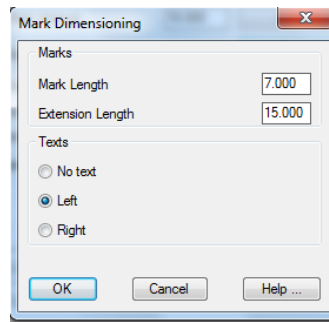 Mark Dimensioning
Marks
Mark Length 7.000
Extension Length 15.000
Texts
No text
Left
Right
OK Cancel Help ...